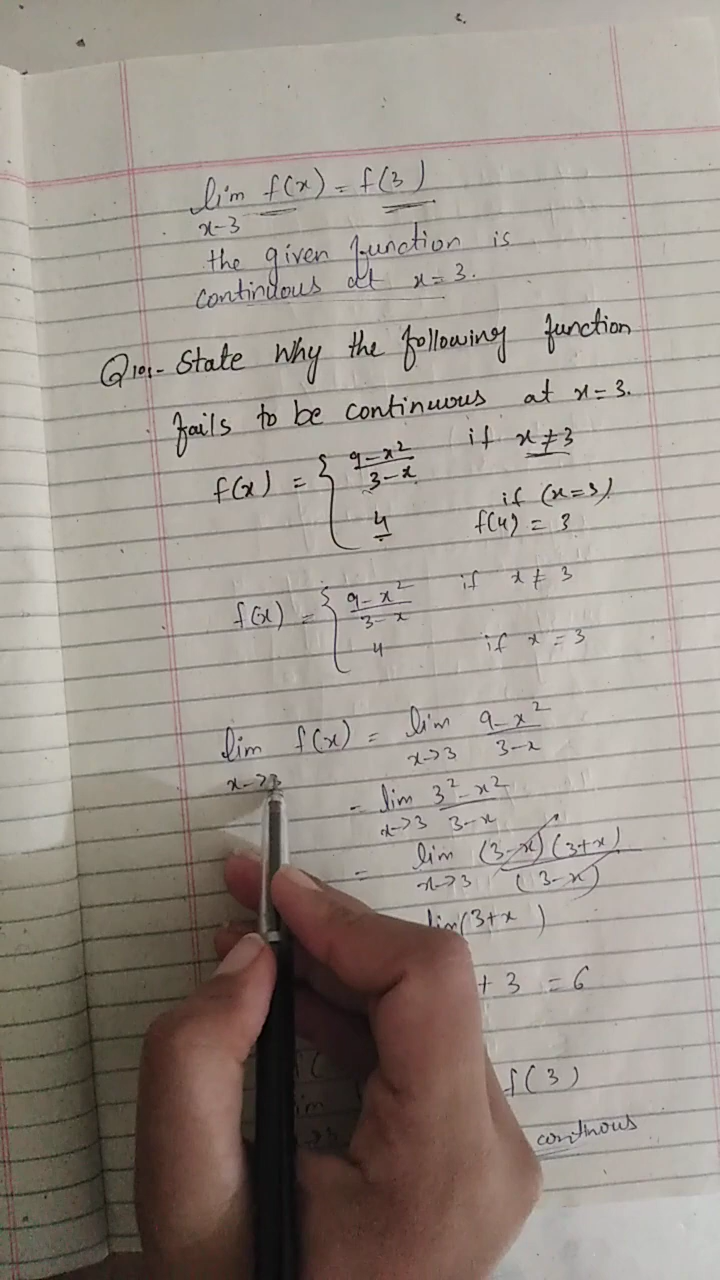 lim f(x) = f(3)
x-3
the given function is
continuous at x = 3.
Q10:- State Why the following function
fails to be continuous at x = 3.
f(x) = { 9-x²/3-x if x ≠ 3
4 if (x=3)
f(4) = 3
f(x) = { 9-x²/3-x if x ≠ 3
4 if x = 3
lim x->3 f(x) = lim x->3 9-x²/3-x
= lim x->3 3²-x²/3-x
= lim x->3 (3-x)(3+x)/(3-x)
lim(3+x)
+ 3 = 6
f(3)
continous